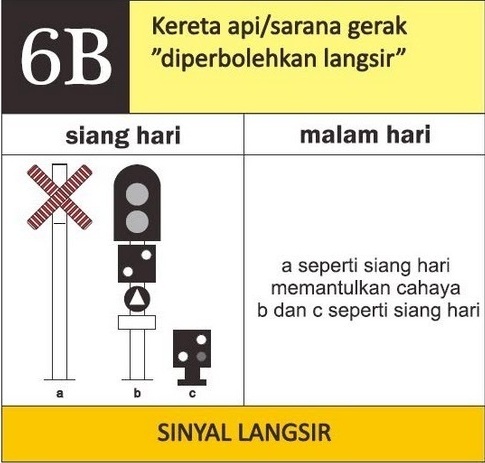 6B
Kereta api/sarana gerak
"diperbolehkan langsir"
siang hari
malam hari
a seperti siang hari
memantulkan cahaya
b dan c seperti siang hari
a
b
c
SINYAL LANGSIR